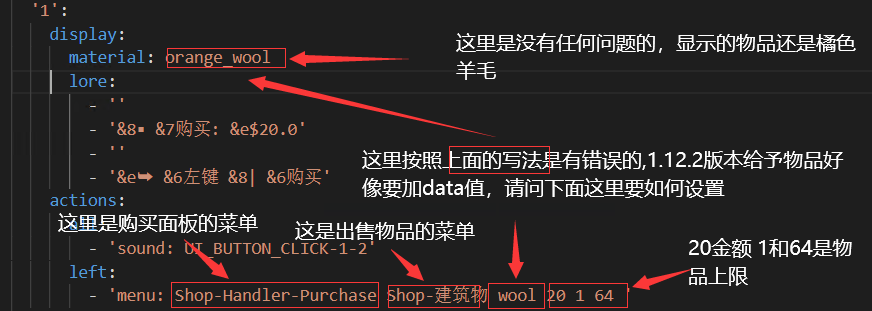 '1':
display:
material: orange_wool
这里是没有任何问题的，显示的物品还是橘色
羊毛
lore:
- ''
- '&8▪ &7购买: &e$20.0'
- ''
- '&e➥ &6左键 &8| &6购买'
这里按照上面的写法是有错误的,1.12.2版本给予物品好
像要加data值，请问下面这里要如何设置
actions:
这里是购买面板的菜单
这是出售物品的菜单
- 'sound: UI_BUTTON_CLICK-1-2'
20金额 1和64是物
品上限
left:
- 'menu: Shop-Handler-Purchase Shop-建筑物 wool 20 1 64 '